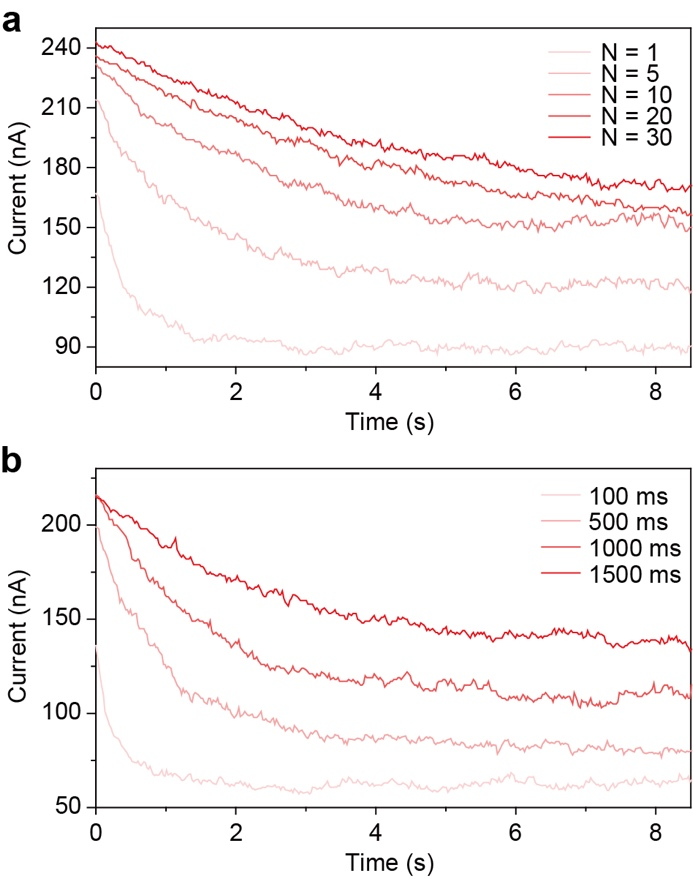 a
240
210
180
150
120
90
Current (nA)
N = 1
N = 5
N = 10
N = 20
N = 30
0 2 4 6 8
Time (s)
b
200
150
100
50
Current (nA)
100 ms
500 ms
1000 ms
1500 ms
0 2 4 6 8
Time (s)